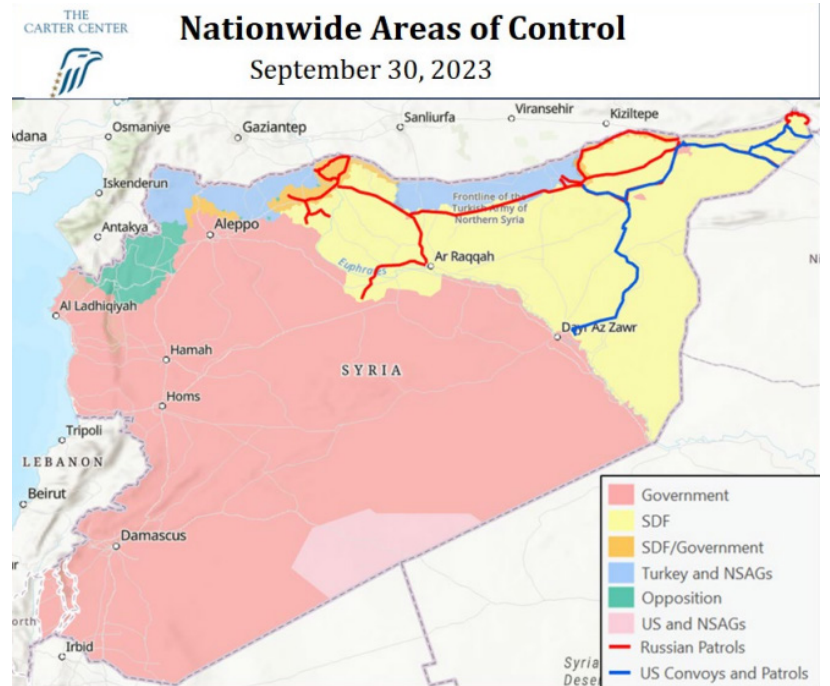 THE
CARTER CENTER
Nationwide Areas of Control
September 30, 2023
Adana
Osmaniye
Gaziantep
Sanliurfa
Viransehir
Kiziltepe
Iskenderun
Antakya
Aleppo
Frontline of the
Turkish Army of
Northern Syria
Euphrates
Ar Raqqah
Al Ladhiqiyah
Dayr Az Zawr
Hamah
SYRIA
Homs
Tripoli
LEBANON
Beirut
Damascus
Irbid
Government
SDF
SDF/Government
Turkey and NSAGs
Opposition
US and NSAGs
Russian Patrols
US Convoys and Patrols
Syria
Deser